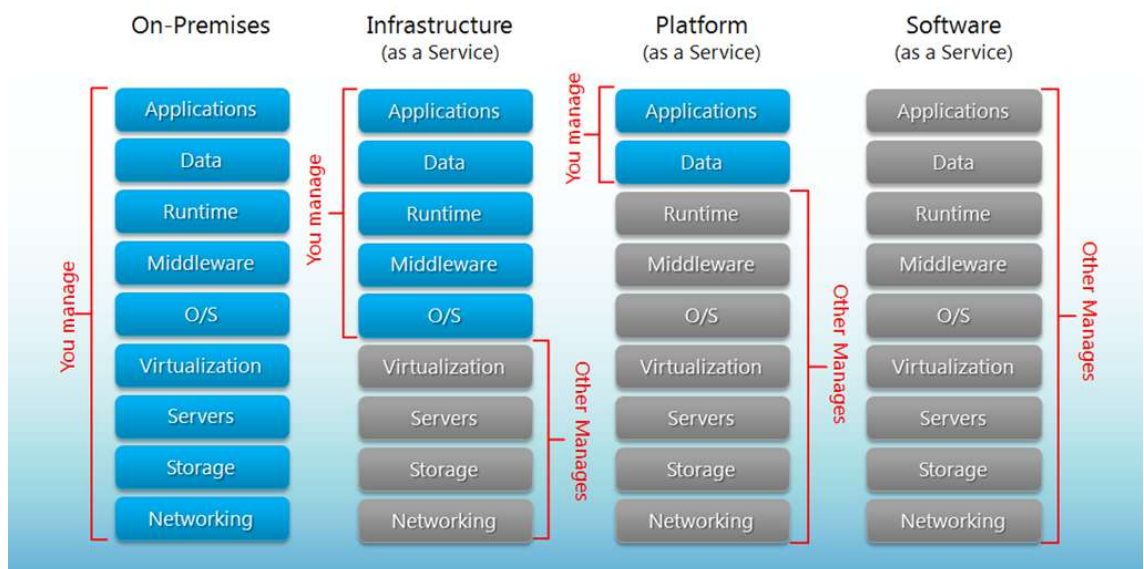 On-Premises
You manage
Applications
Data
Runtime
Middleware
O/S
Virtualization
Servers
Storage
Networking
Infrastructure
(as a Service)
You manage
Applications
Data
Runtime
Middleware
O/S
Virtualization
Servers
Storage
Networking
Other Manages
Platform
(as a Service)
You manage
Applications
Data
Runtime
Middleware
O/S
Virtualization
Servers
Storage
Networking
Other Manages
Software
(as a Service)
Applications
Data
Runtime
Middleware
O/S
Virtualization
Servers
Storage
Networking
Other Manages